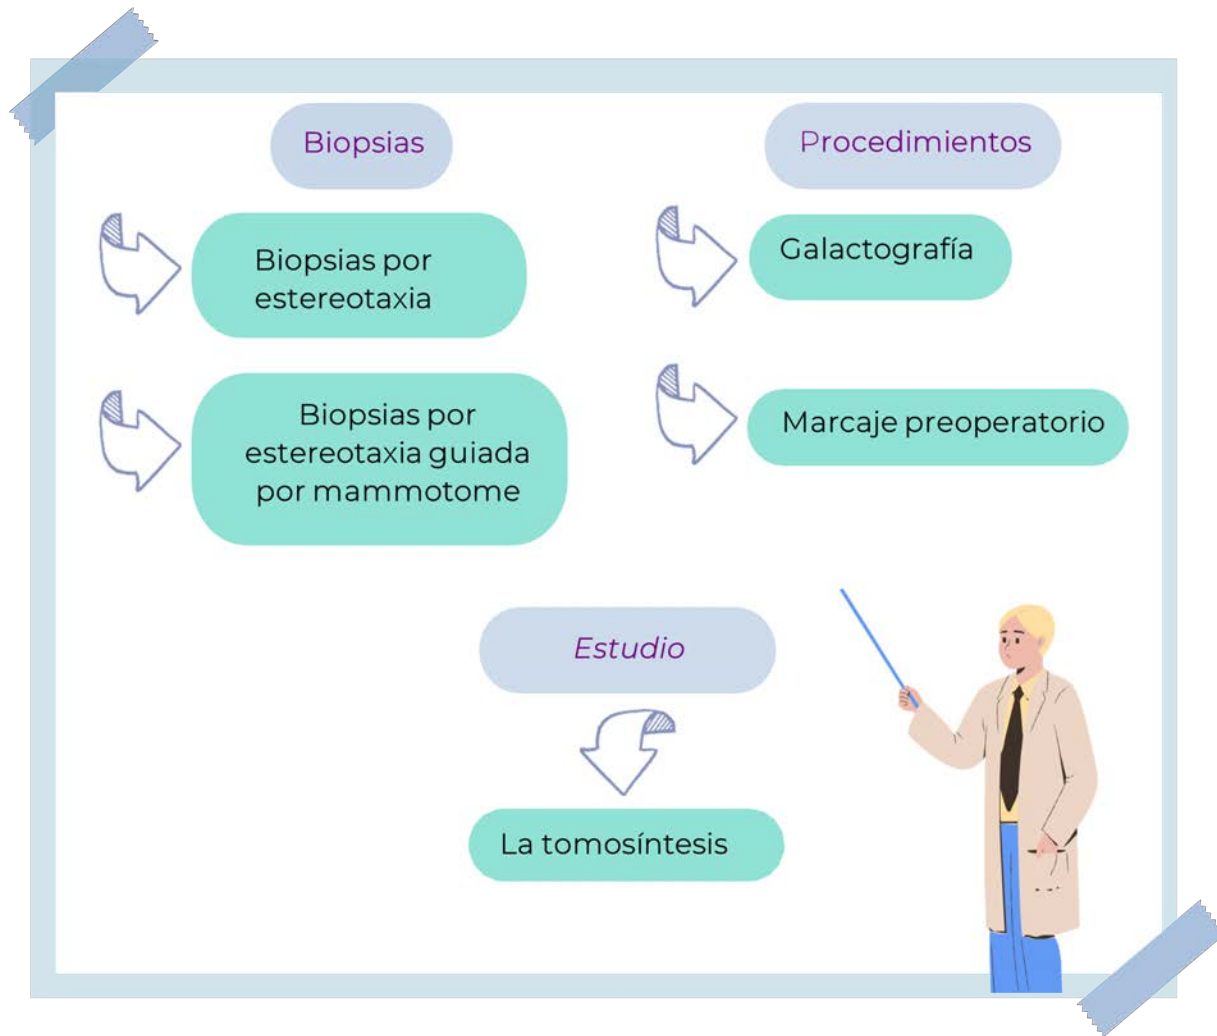 Biopsias
Biopsias por
estereotaxia
Biopsias por
estereotaxia guiada
por mammotome
Procedimientos
Galactografía
Marcaje preoperatorio
Estudio
La tomosíntesis